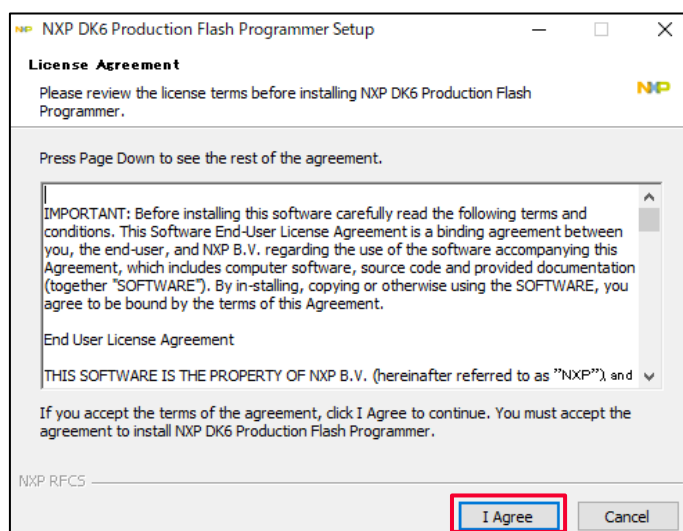 NXP NXP DK6 Production Flash Programmer Setup
License Agreement
Please review the license terms before installing NXP DK6 Production Flash
Programmer.
NXP
Press Page Down to see the rest of the agreement.
IMPORTANT: Before installing this software carefully read the following terms and
conditions. This Software End-User License Agreement is a binding agreement between
you, the end-user, and NXP B.V. regarding the use of the software accompanying this
Agreement, which includes computer software, source code and provided documentation
(together "SOFTWARE"). By in-stalling, copying or otherwise using the SOFTWARE, you
agree to be bound by the terms of this Agreement.
End User License Agreement
THIS SOFTWARE IS THE PROPERTY OF NXP B.V. (hereinafter referred to as ”NXP”), and
If you accept the terms of the agreement, click I Agree to continue. You must accept the
agreement to install NXP DK6 Production Flash Programmer.
NXP RFCS
I Agree
Cancel